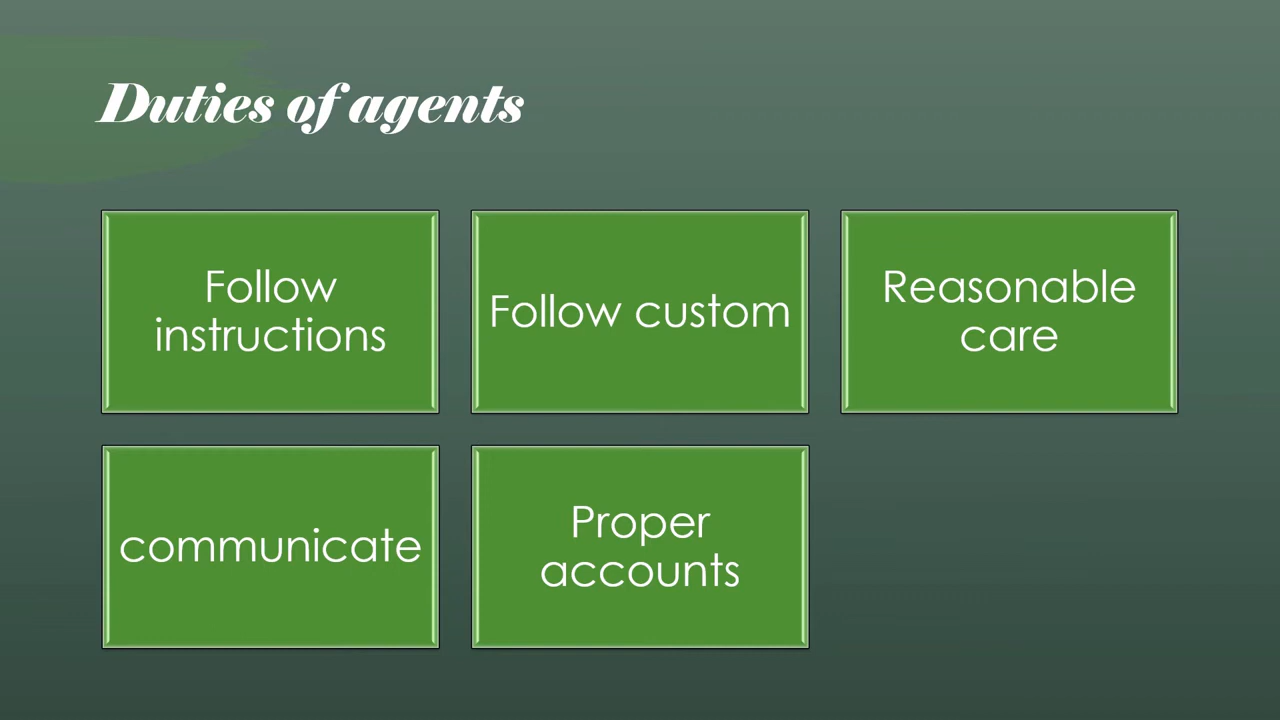 Duties of agents
Follow
instructions
Follow custom
Reasonable
care
communicate
Proper
accounts